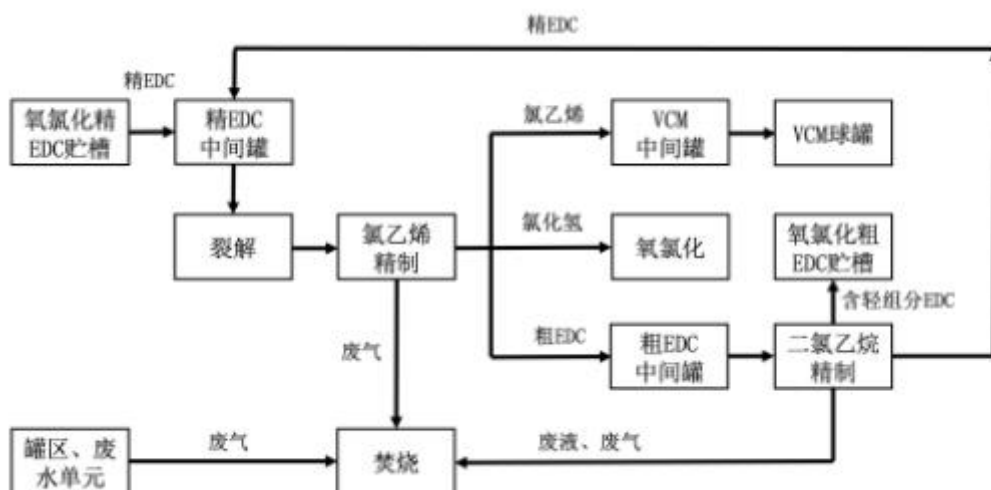 精EDC
精EDC
氧氯化精
EDC贮槽
精EDC
中间罐
氯乙烯
VCM
中间罐
VCM球罐
裂解
氯乙烯
精制
氯化氢
氧氯化
氧氯化粗
EDC贮槽
含轻组分EDC
废气
粗EDC
粗EDC
中间罐
二氯乙烷
精制
罐区、废
水单元
废气
焚烧
废液、废气